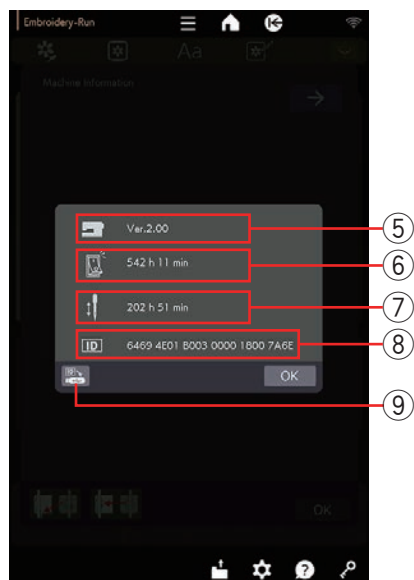 Embroidery-Run
Aa
Machine Information
Ver.2.00
5
542 h 11 min
6
202 h 51 min
7
ID 6469 4E01 B003 0000 1800 7A6E
8
OK
9
OK